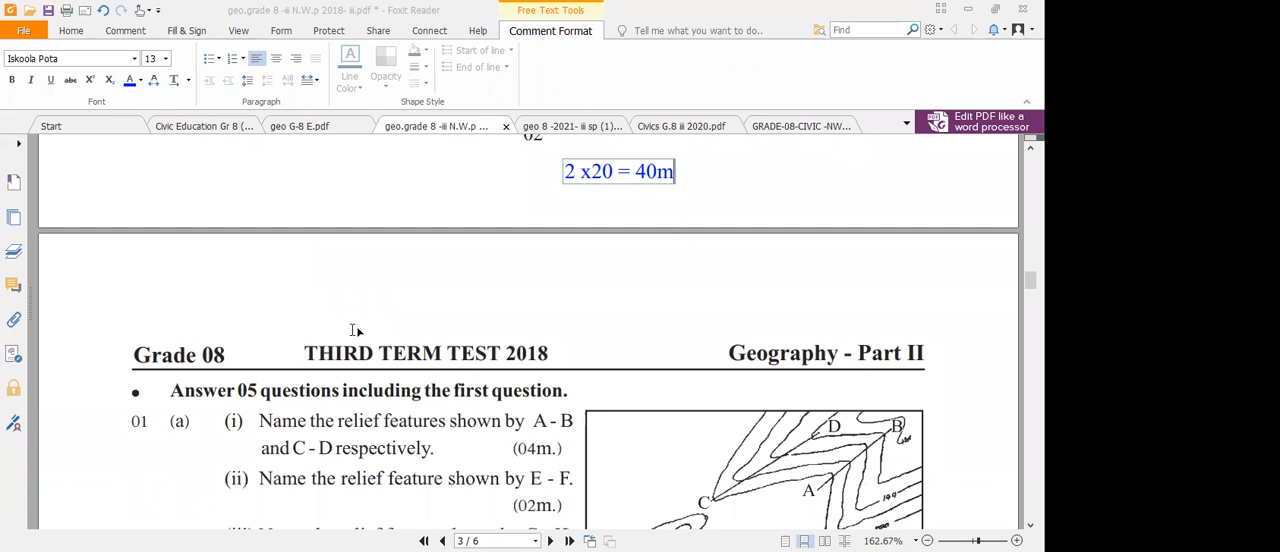 geo.grade 8 -ii N.W.p 2018- iii.pdf * - Foxit Reader
Free Text Tools
File
Home
Comment
Fill & Sign
View
Form
Protect
Share
Connect
Help
Comment Format
Tell me what you want to do..
Find
Iskoola Pota
13
Line Color
Opacity
Start of line
End of line
Font
Paragraph
Shape Style
Start
Civic Education Gr 8 (...
geo G-8 E.pdf
geo.grade 8 -ii N.W.p ...
geo 8 -2021- ii sp (1)...
Civics G.8 ii 2020.pdf
GRADE-08-CIVIC -NW...
Edit PDF like a
word processor
02
2 x20 = 40m
Grade 08 THIRD TERM TEST 2018 Geography - Part II
• Answer 05 questions including the first question.
01 (a) (i) Name the relief features shown by A - B
and C - D respectively. (04m.)
(ii) Name the relief feature shown by E - F.
(02m.)
D
B
A
C
3 / 6
162.67%